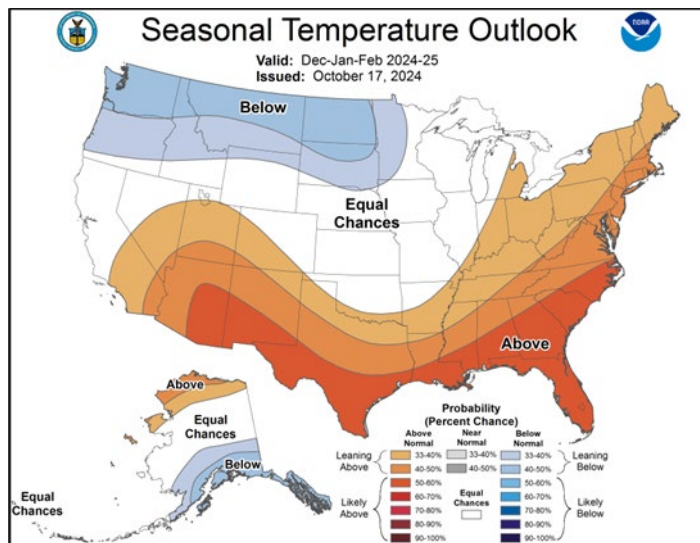 Seasonal Temperature Outlook
NOAA
Valid: Dec-Jan-Feb 2024-25
Issued: October 17, 2024
Below
Equal
Chances
Above
Above
Equal
Chances
Below
Equal
Chances
Probability
(Percent Chance)
Above
Normal
Near
Normal
Below
Normal
Leaning
Above
33-40%
40-50%
33-40%
40-50%
33-40%
40-50%
Leaning
Below
Likely
Above
50-60%
60-70%
70-80%
80-90%
90-100%
Equal
Chances
50-60%
60-70%
70-80%
80-90%
90-100%
Likely
Below